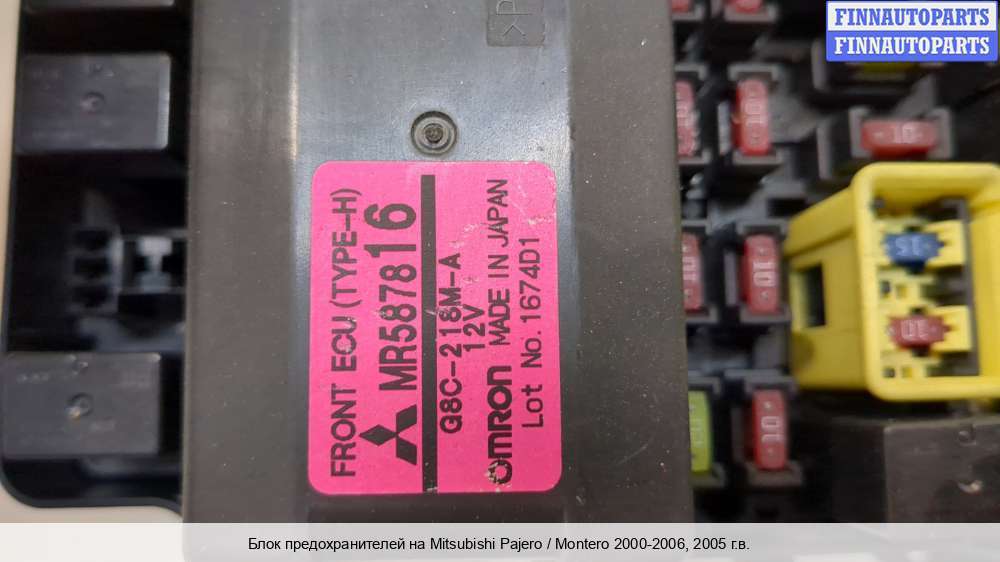 FINNAUTOPARTS
FINNAUTOPARTS
FRONT ECU (TYPE-H)
MR587816
G8C-218M-A
12V
OMRON MADE IN JAPAN
Lot No. 1674D1
10
10
10
10
15
10
10
Блок предохранителей на Mitsubishi Pajero / Montero 2000-2006, 2005 г.в.